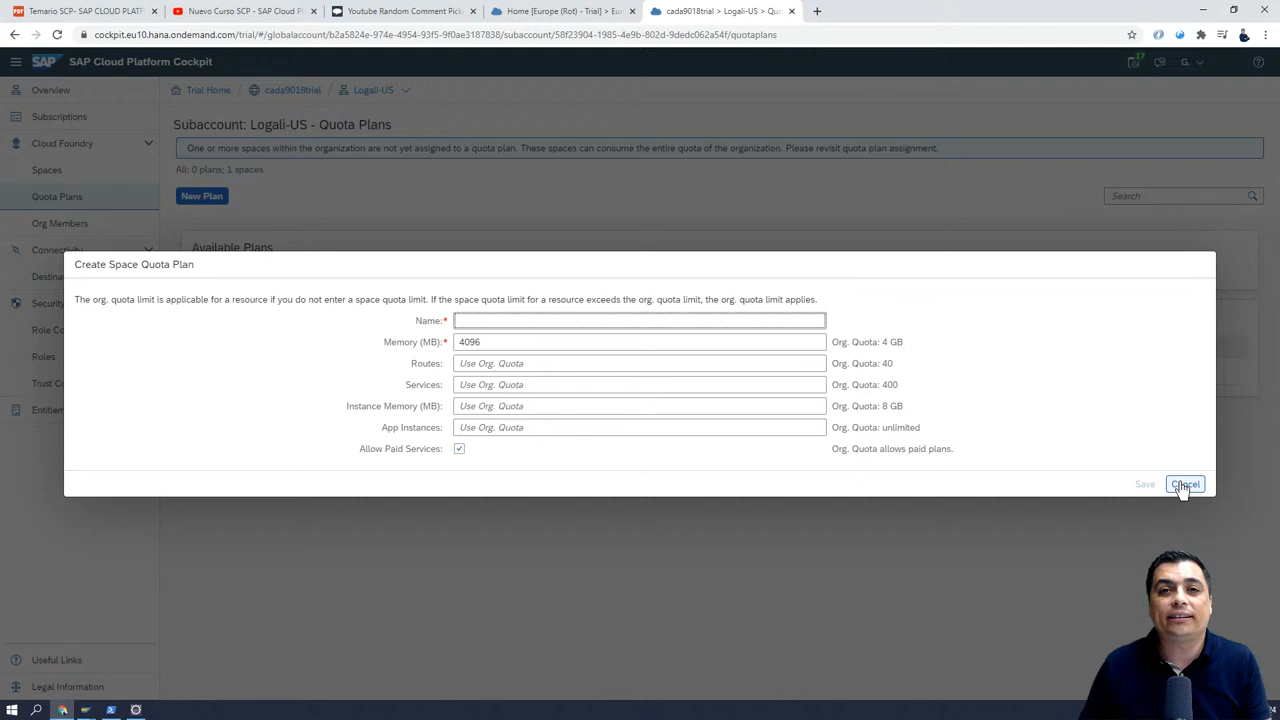 Temario SCP- SAP CLOUD PLATF
Nuevo Curso SCP - SAP Cloud Pl
Youtube Random Comment Pick
Home [Europe (Rot) - Trial] > Eu
cada9018trial > Logali-US > Quo
cockpit.eu10.hana.ondemand.com/trial/#/globalaccount/b2a5824e-974e-4954-93f5-9f0ae3187838/subaccount/58f23904-1985-4e9b-802d-9dedc062a54f/quotaplans
SAP SAP Cloud Platform Cockpit
17
G.
Overview
Trial Home
cada9018trial
Logali-US
Subscriptions
Subaccount: Logali-US - Quota Plans
Cloud Foundry
One or more spaces within the organization are not yet assigned to a quota plan. These spaces can consume the entire quota of the organization. Please revisit quota plan assignment.
Spaces
All: 0 plans; 1 spaces
Quota Plans
New Plan
Search
Org Members
Connectivity
Available Plans
Create Space Quota Plan
Destina
The org. quota limit is applicable for a resource if you do not enter a space quota limit. If the space quota limit for a resource exceeds the org. quota limit, the org. quota limit applies.
Security
Name:*
Role Co
Memory (MB):* 4096 Org. Quota: 4 GB
Roles
Routes: Use Org. Quota Org. Quota: 40
Trust Co
Services: Use Org. Quota Org. Quota: 400
Entitlem
Instance Memory (MB): Use Org. Quota Org. Quota: 8 GB
App Instances: Use Org. Quota Org. Quota: unlimited
Allow Paid Services: Org. Quota allows paid plans.
Save
Cancel
Useful Links
Legal Information